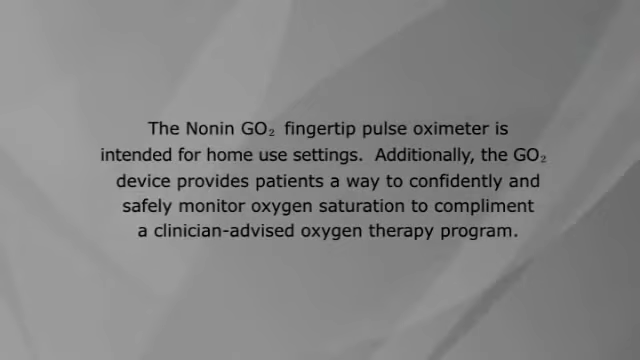 The Nonin GO₂ fingertip pulse oximeter is
intended for home use settings. Additionally, the GO₂
device provides patients a way to confidently and
safely monitor oxygen saturation to compliment
a clinician-advised oxygen therapy program.